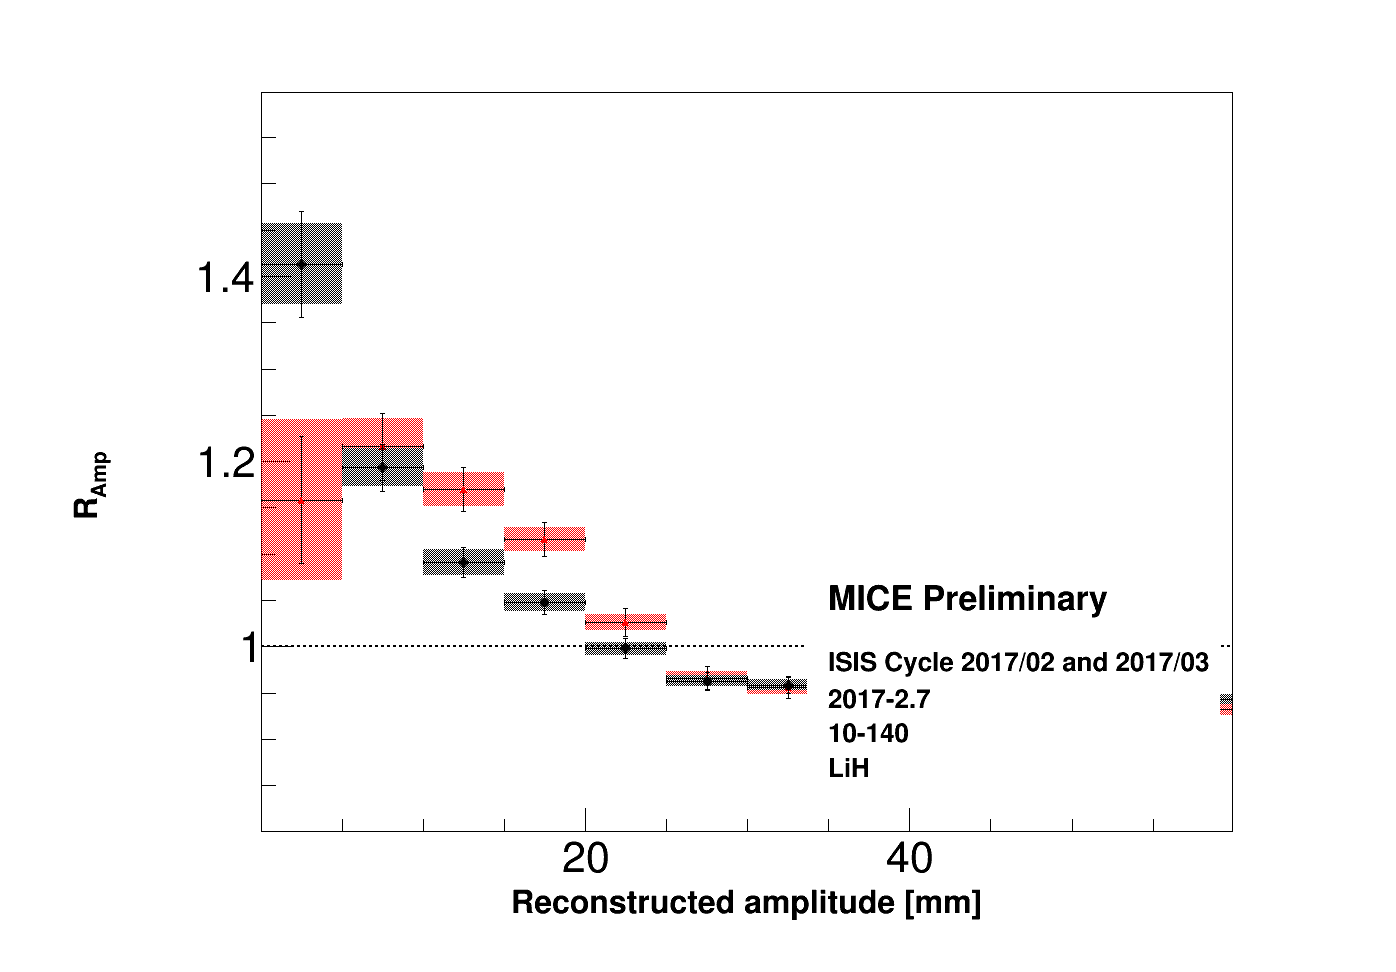 1.4
1.2
1
R_Amp
MICE Preliminary
ISIS Cycle 2017/02 and 2017/03
2017-2.7
10-140
LiH
20
40
Reconstructed amplitude [mm]